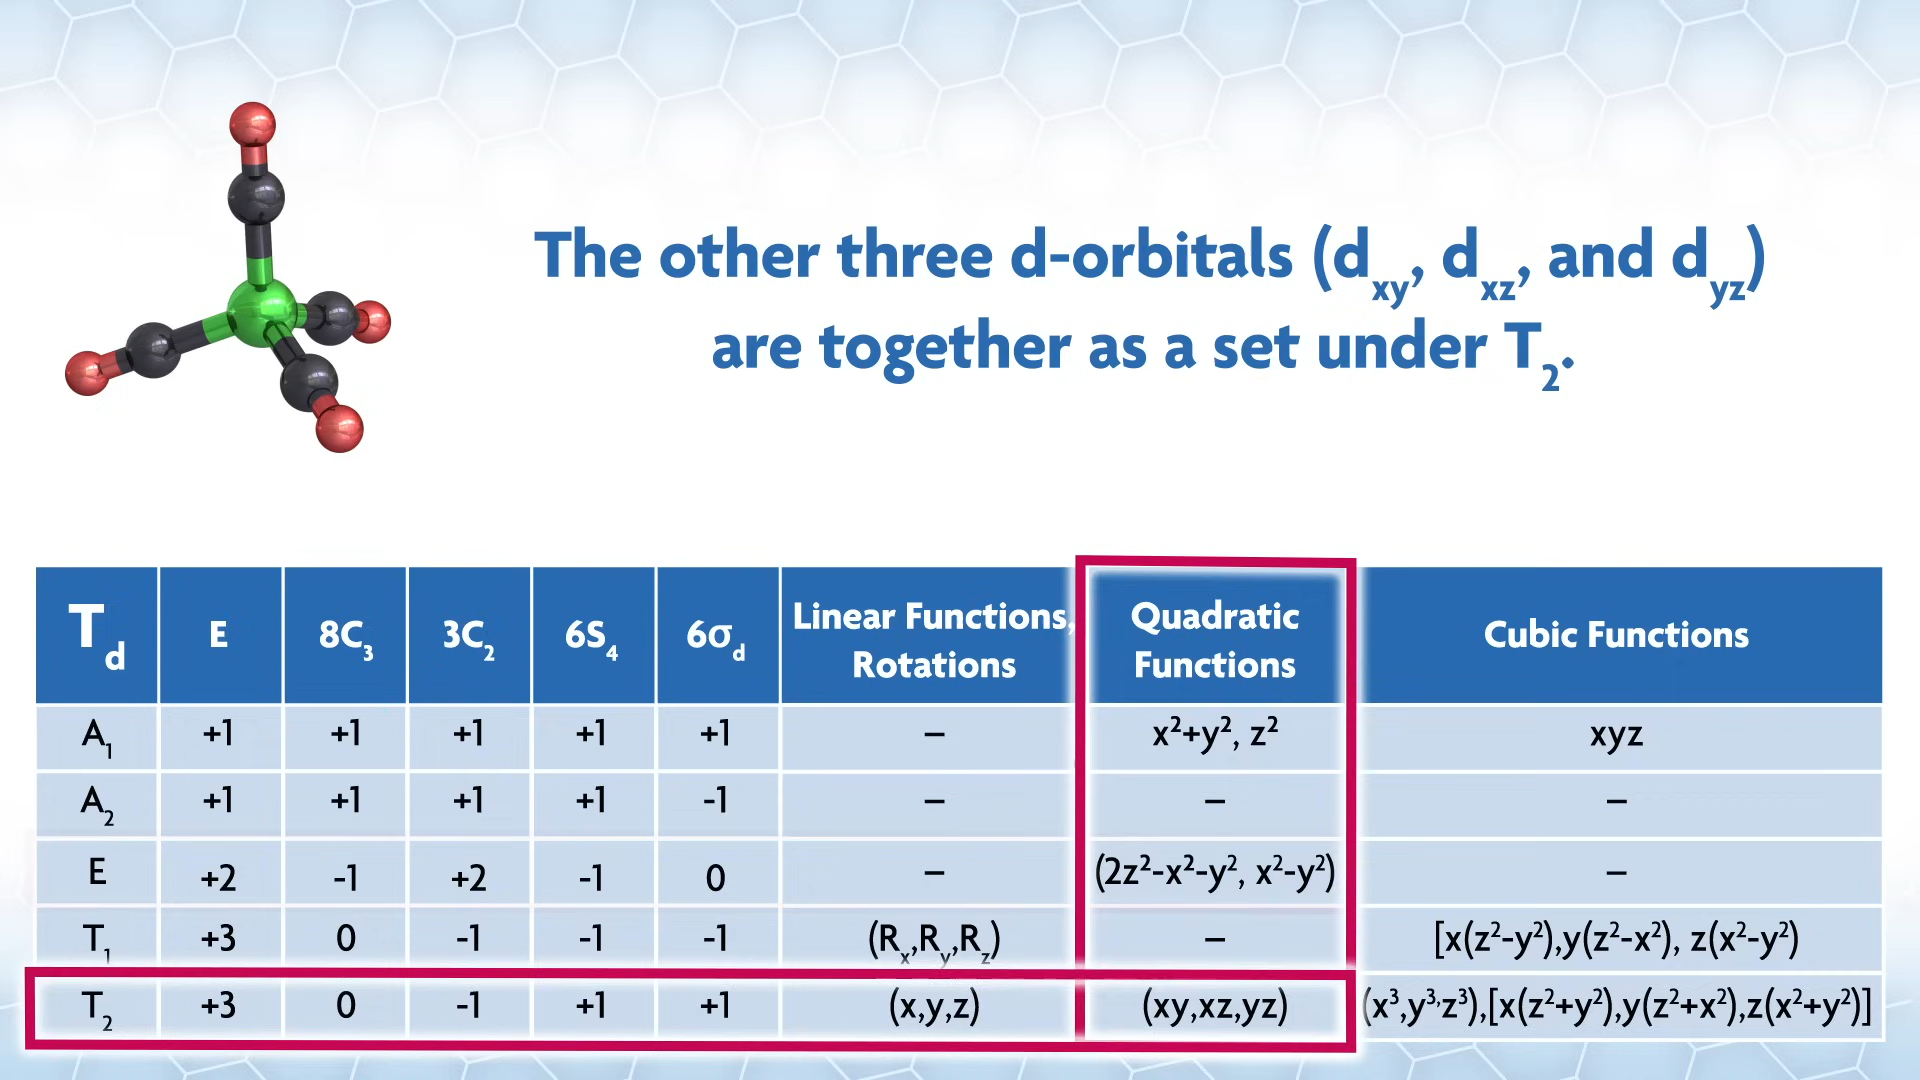 The other three d-orbitals (dxy, dxz, and dyz)
are together as a set under T2.
Td E 8C3 3C2 6S4 6σd Linear Functions, Rotations Quadratic Functions Cubic Functions
A1 +1 +1 +1 +1 +1 – x²+y², z² xyz
A2 +1 +1 +1 +1 -1 – – –
E +2 -1 +2 -1 0 – (2z²-x²-y², x²-y²) –
T1 +3 0 -1 -1 -1 (Rx,Ry,Rz) – [x(z²-y²),y(z²-x²), z(x²-y²)
T2 +3 0 -1 +1 +1 (x,y,z) (xy,xz,yz) (x³,y³,z³),[x(z²+y²),y(z²+x²),z(x²+y²)]